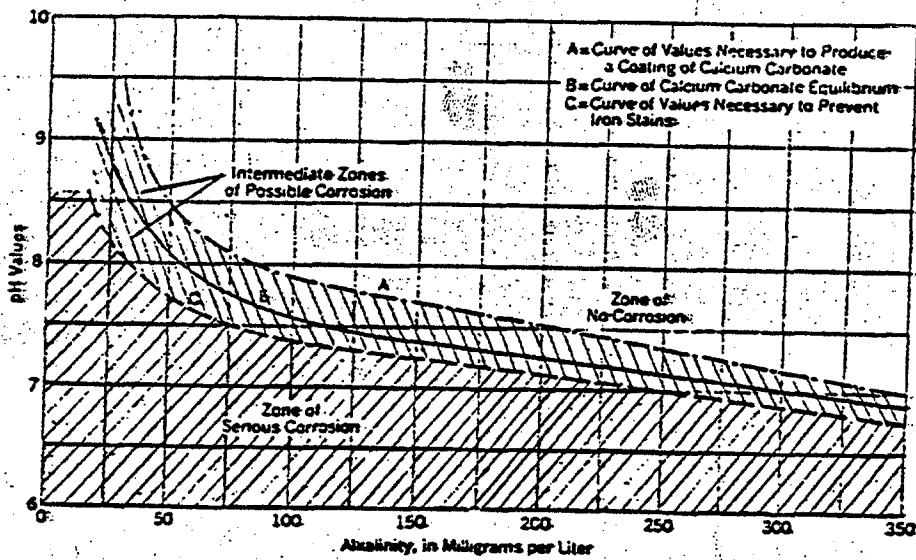 10
9
8
7
6
pH Values
A = Curve of Values Necessary to Produce
a Coating of Calcium Carbonate
B = Curve of Calcium Carbonate Equilibrium
C = Curve of Values Necessary to Prevent
Iron Stains
Intermediate Zones
of Possible Corrosion
A
B
C
Zone of
No Corrosion
Zone of
Serious Corrosion
0 50 100 150 200 250 300 350
Alkalinity, in Milligrams per Liter